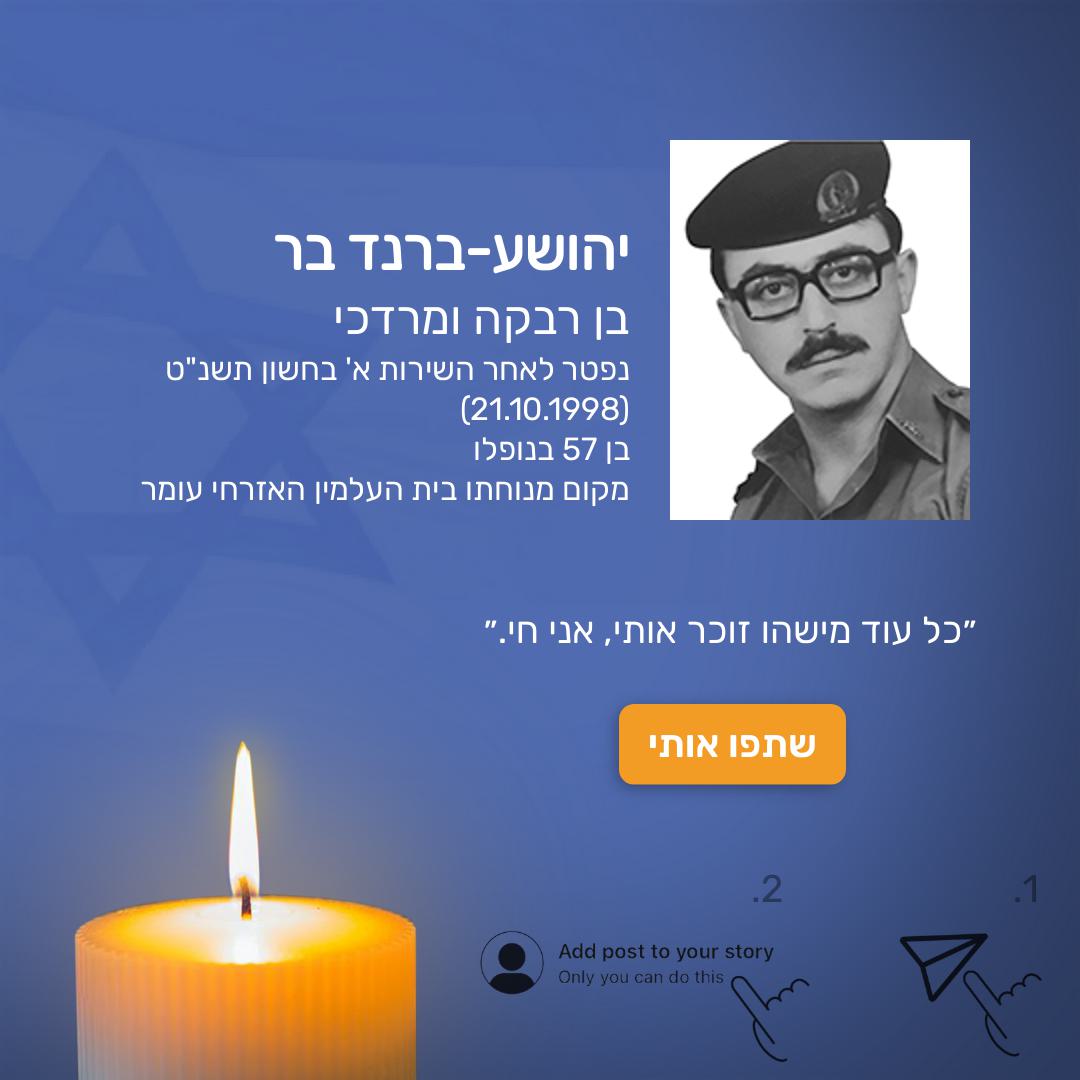 יהושע-ברנד בר
בן רבקה ומרדכי
נפטר לאחר השירות א' בחשון תשנ"ט
(21.10.1998)
בן 57 בנופלו
מקום מנוחתו בית העלמין האזרחי עומר
״כל עוד מישהו זוכר אותי, אני חי.״
שתפו אותי
.1
.2
Add post to your story
Only you can do this